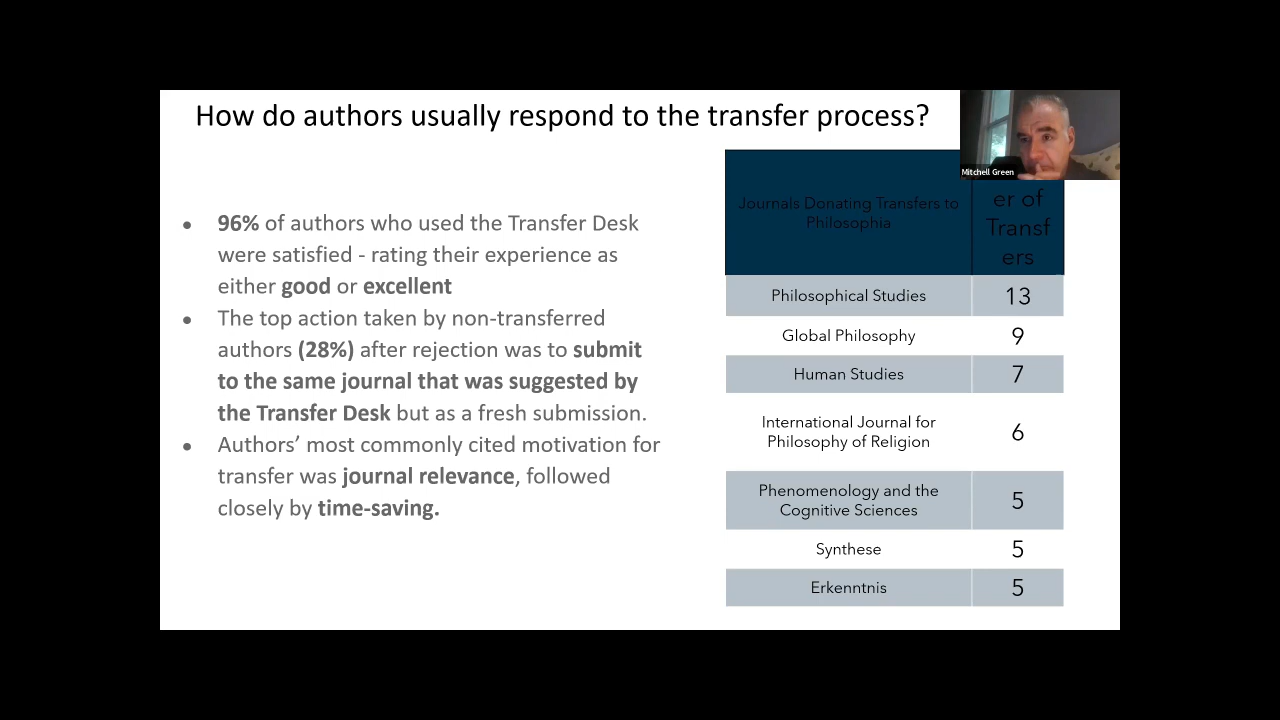 How do authors usually respond to the transfer process?
Mitchell Green
● 96% of authors who used the Transfer Desk
were satisfied - rating their experience as
either good or excellent
● The top action taken by non-transferred
authors (28%) after rejection was to submit
to the same journal that was suggested by
the Transfer Desk but as a fresh submission.
● Authors’ most commonly cited motivation for
transfer was journal relevance, followed
closely by time-saving.
Journals Donating Transfers to
Philosophia
er of
Transf
ers
Philosophical Studies 13
Global Philosophy 9
Human Studies 7
International Journal for
Philosophy of Religion 6
Phenomenology and the
Cognitive Sciences 5
Synthese 5
Erkenntnis 5